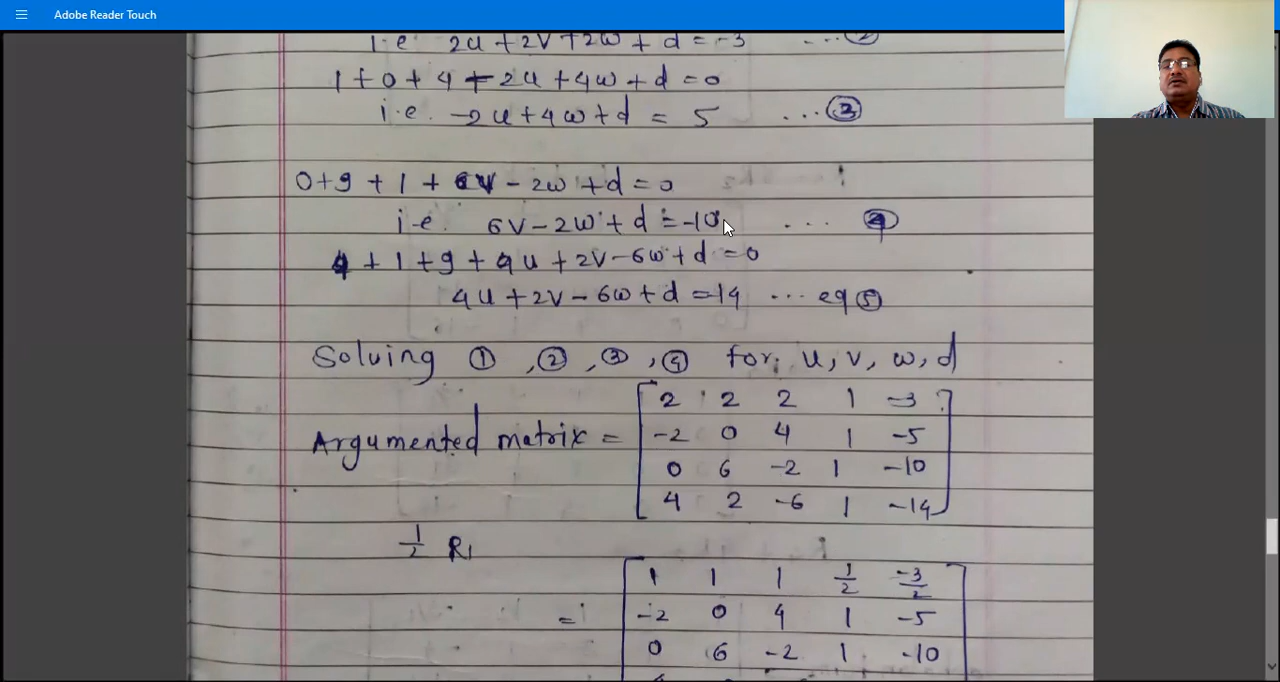 Adobe Reader Touch
i.e 2u + 2v + 2w + d = -3 ... ②
1 + 0 + 4 - 2u + 4w + d = 0
i.e. -2u + 4w + d = 5 ... ③
0 + 9 + 1 + 6v - 2w + d = 0
i.e. 6v - 2w + d = -10 ... ④
4 + 1 + 9 + 4u + 2v - 6w + d = 0
4u + 2v - 6w + d = -14 ... eq ⑤
Solving ①, ②, ③, ④ for, u, v, w, d
Argumented matrix = [ 2 2 2 1 -3
-2 0 4 1 -5
0 6 -2 1 -10
4 2 -6 1 -14 ]
1/2 R1
= [ 1 1 1 1/2 -3/2
-2 0 4 1 -5
0 6 -2 1 -10